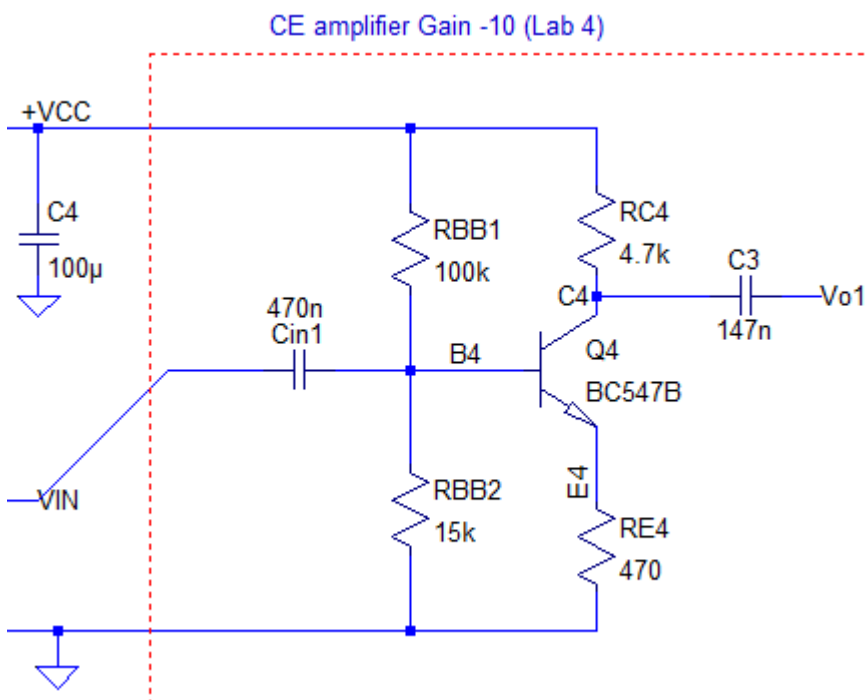 CE amplifier Gain -10 (Lab 4)
+VCC
C4
100µ
RBB1
100k
RC4
4.7k
C3
147n
Vo1
C4
470n
Cin1
B4
Q4
BC547B
VIN
RBB2
15k
E4
RE4
470